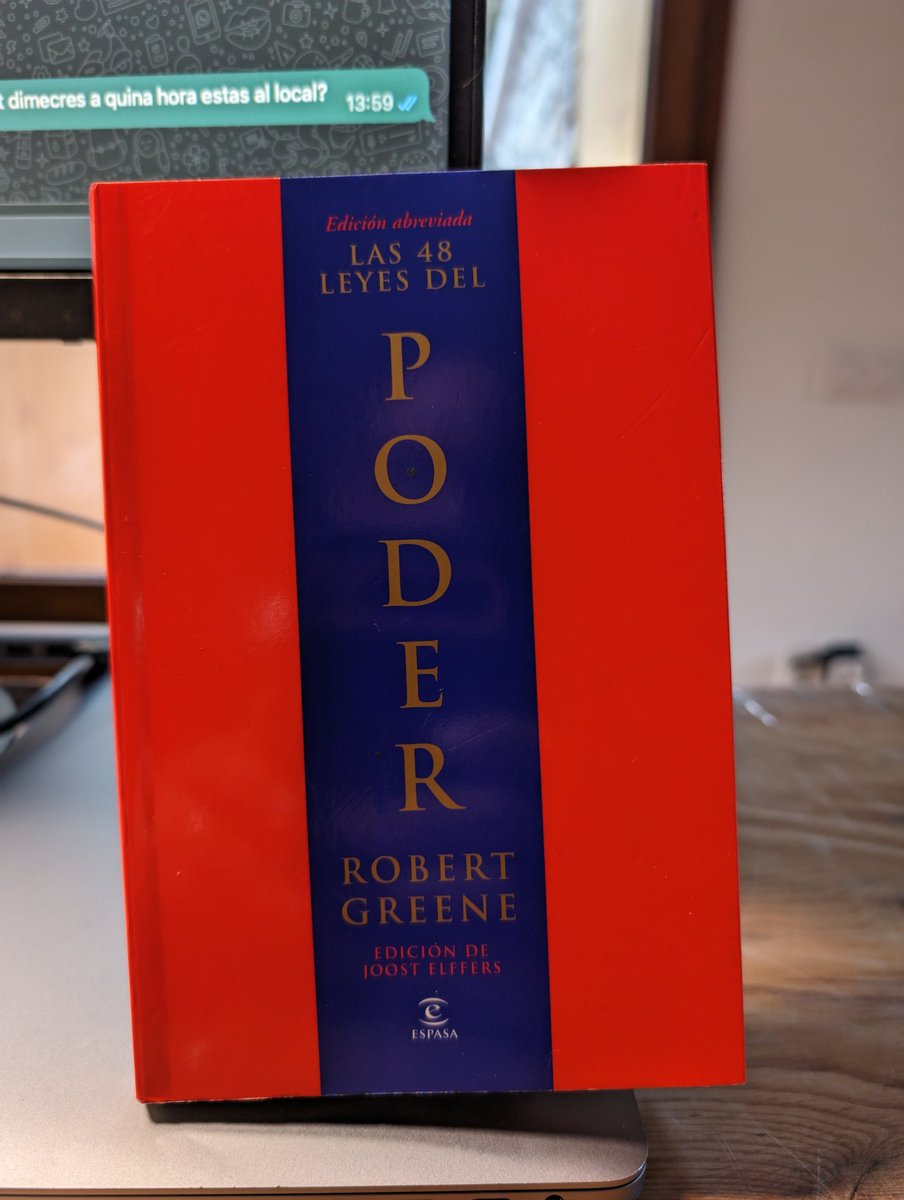 dimecres a quina hora estas al local?
13:59
Edición abreviada
LAS 48
LEYES DEL
PODER
ROBERT
GREENE
EDICIÓN DE
JOOST ELFFERS
e
ESPASA